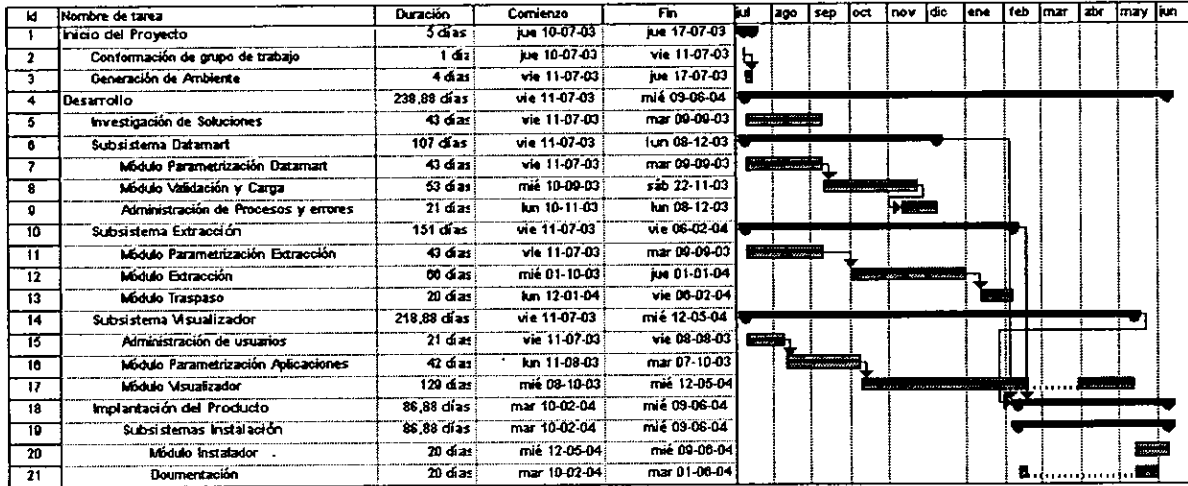 Id Nombre de tarea Duración Comienzo Fin jul ago sep oct nov dic ene feb mar abr may jun
1 Inicio del Proyecto 5 días jue 10-07-03 jue 17-07-03
2 Conformación de grupo de trabajo 1 día jue 10-07-03 vie 11-07-03
3 Generación de Ambiente 4 días vie 11-07-03 jue 17-07-03
4 Desarrollo 238,88 días vie 11-07-03 mié 09-06-04
5 Investigación de Soluciones 43 días vie 11-07-03 mar 09-09-03
6 Subsistema Datamart 107 días vie 11-07-03 lun 08-12-03
7 Módulo Parametrización Datamart 43 días vie 11-07-03 mar 09-09-03
8 Módulo Validación y Carga 53 días mié 10-09-03 sáb 22-11-03
9 Administración de Procesos y errores 21 días lun 10-11-03 lun 08-12-03
10 Subsistema Extracción 151 días vie 11-07-03 vie 06-02-04
11 Módulo Parametrización Extracción 43 días vie 11-07-03 mar 09-09-03
12 Módulo Extracción 66 días mié 01-10-03 jue 01-01-04
13 Módulo Traspaso 20 días lun 12-01-04 vie 06-02-04
14 Subsistema Visualizador 218,88 días vie 11-07-03 mié 12-05-04
15 Administración de usuarios 21 días vie 11-07-03 vie 08-08-03
16 Módulo Parametrización Aplicaciones 42 días lun 11-08-03 mar 07-10-03
17 Módulo Visualizador 129 días mié 08-10-03 mié 12-05-04
18 Implantación del Producto 86,88 días mar 10-02-04 mié 09-06-04
19 Subsistemas Instalación 86,88 días mar 10-02-04 mié 09-06-04
20 Módulo Instalador 20 días mié 12-05-04 mié 09-06-04
21 Doumentación 20 días mar 10-02-04 mar 01-06-04